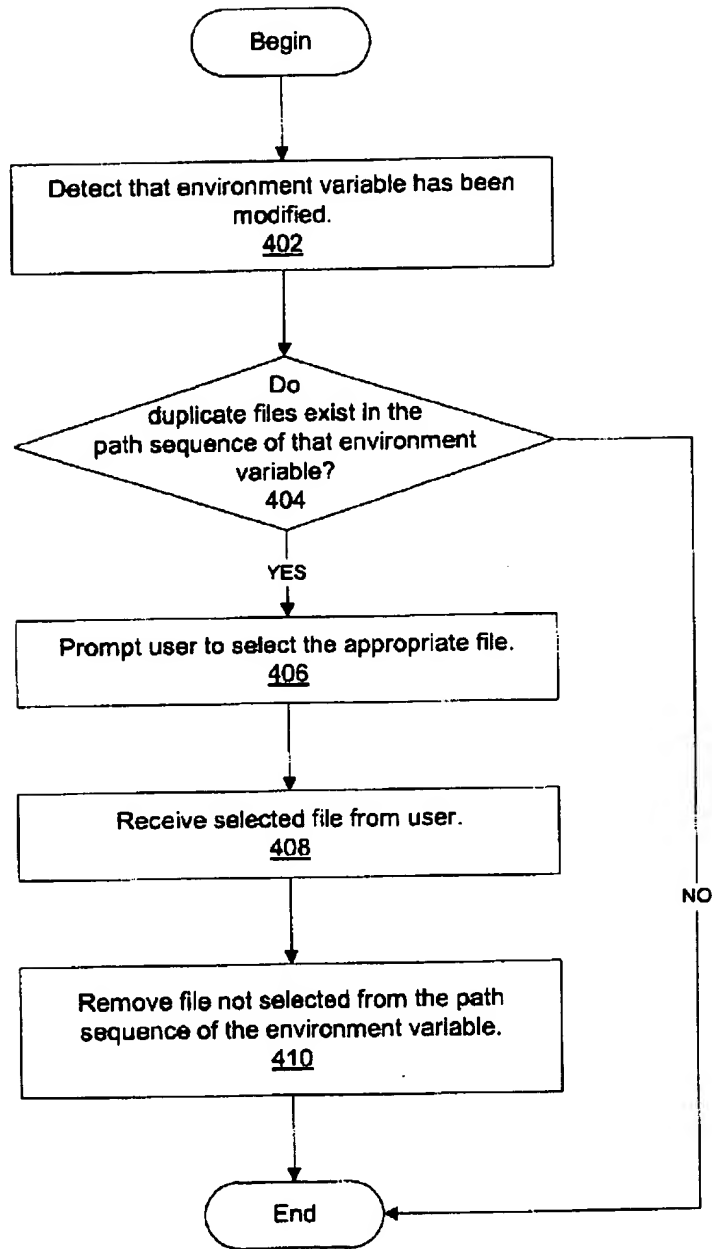 Begin
Detect that environment variable has been
modified.
402
Do
duplicate files exist in the
path sequence of that environment
variable?
404
YES
Prompt user to select the appropriate file.
406
Receive selected file from user.
408
NO
Remove file not selected from the path
sequence of the environment variable.
410
End